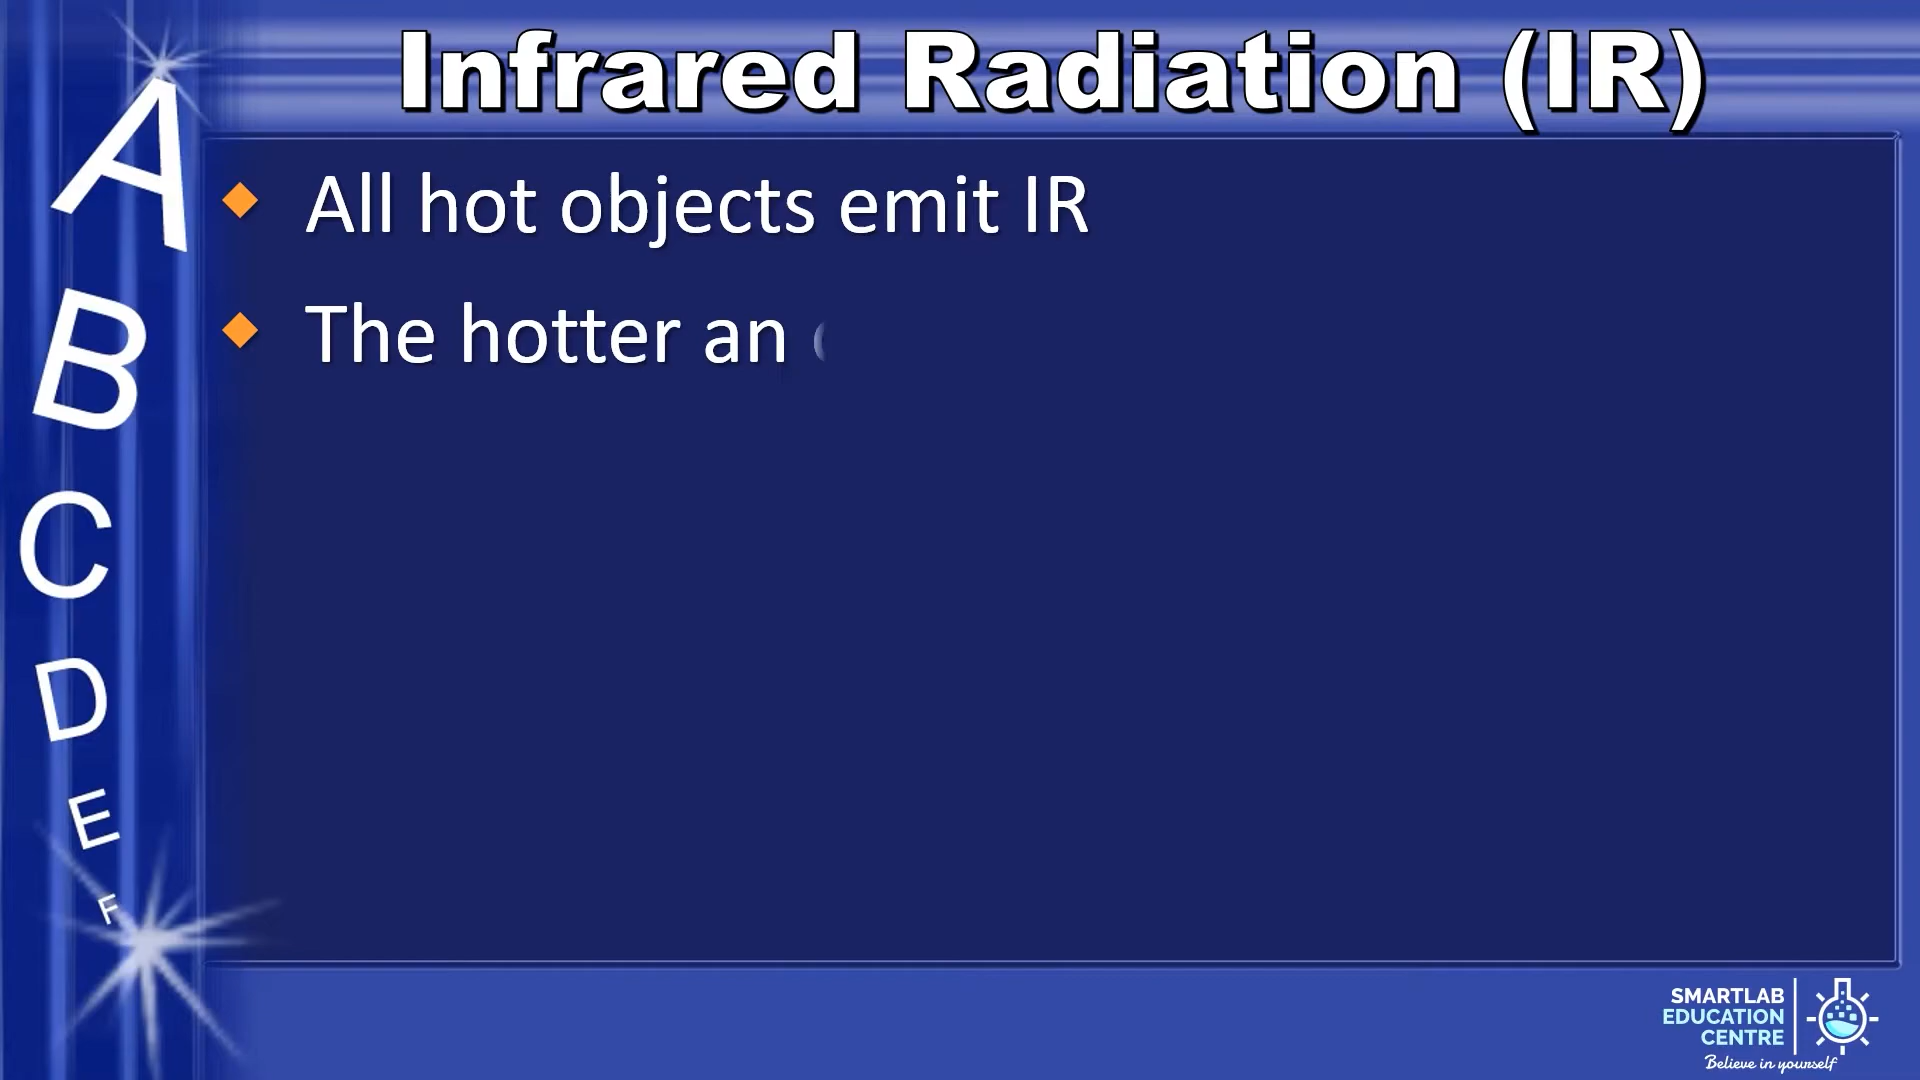 Infrared Radiation (IR)
All hot objects emit IR
The hotter an
A
B
C
D
E
F
SMARTLAB
EDUCATION
CENTRE
Believe in yourself